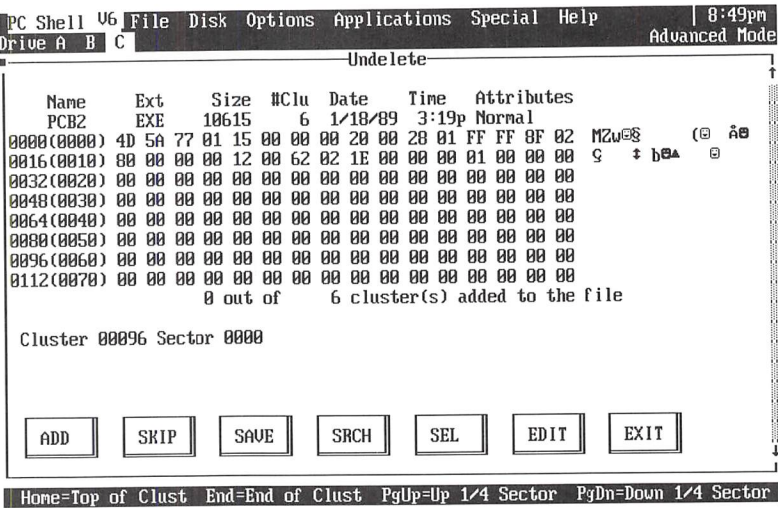 PC Shell V6 File Disk Options Applications Special Help 8:49pm
Drive A B C Advanced Mode
Undelete
Name Ext Size #Clu Date Time Attributes
PCB2 EXE 10615 6 1/18/89 3:19p Normal
0000(0000) 4D 5A 77 01 15 00 00 00 20 00 28 01 FF FF 8F 02 MZw☺§ (☺ Å☻
0016(0010) 80 00 00 00 12 00 62 02 1E 00 00 00 01 00 00 00 Ç ↕ b☻▲ ☺
0032(0020) 00 00 00 00 00 00 00 00 00 00 00 00 00 00 00 00
0048(0030) 00 00 00 00 00 00 00 00 00 00 00 00 00 00 00 00
0064(0040) 00 00 00 00 00 00 00 00 00 00 00 00 00 00 00 00
0080(0050) 00 00 00 00 00 00 00 00 00 00 00 00 00 00 00 00
0096(0060) 00 00 00 00 00 00 00 00 00 00 00 00 00 00 00 00
0112(0070) 00 00 00 00 00 00 00 00 00 00 00 00 00 00 00 00
0 out of 6 cluster(s) added to the file
Cluster 00096 Sector 0000
ADD SKIP SAVE SRCH SEL EDIT EXIT
Home=Top of Clust End=End of Clust PgUp=Up 1/4 Sector PgDn=Down 1/4 Sector